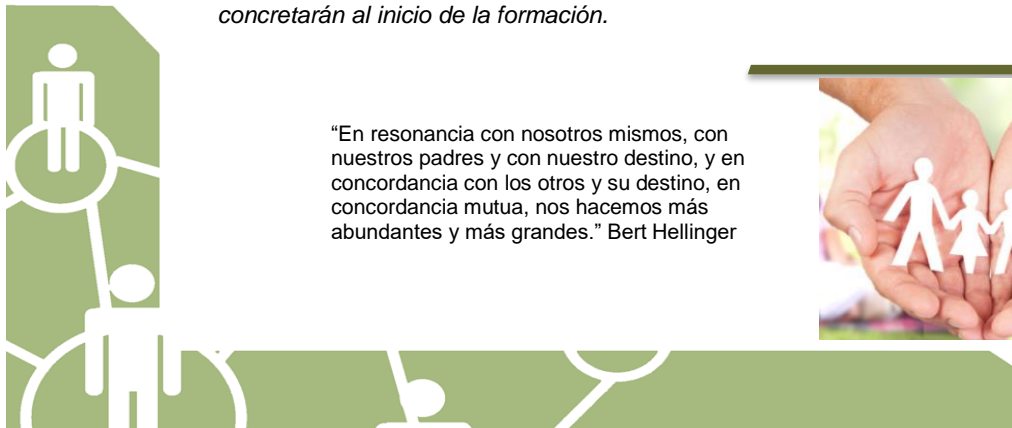 concretarán al inicio de la formación.
“En resonancia con nosotros mismos, con
nuestros padres y con nuestro destino, y en
concordancia con los otros y su destino, en
concordancia mutua, nos hacemos más
abundantes y más grandes.” Bert Hellinger